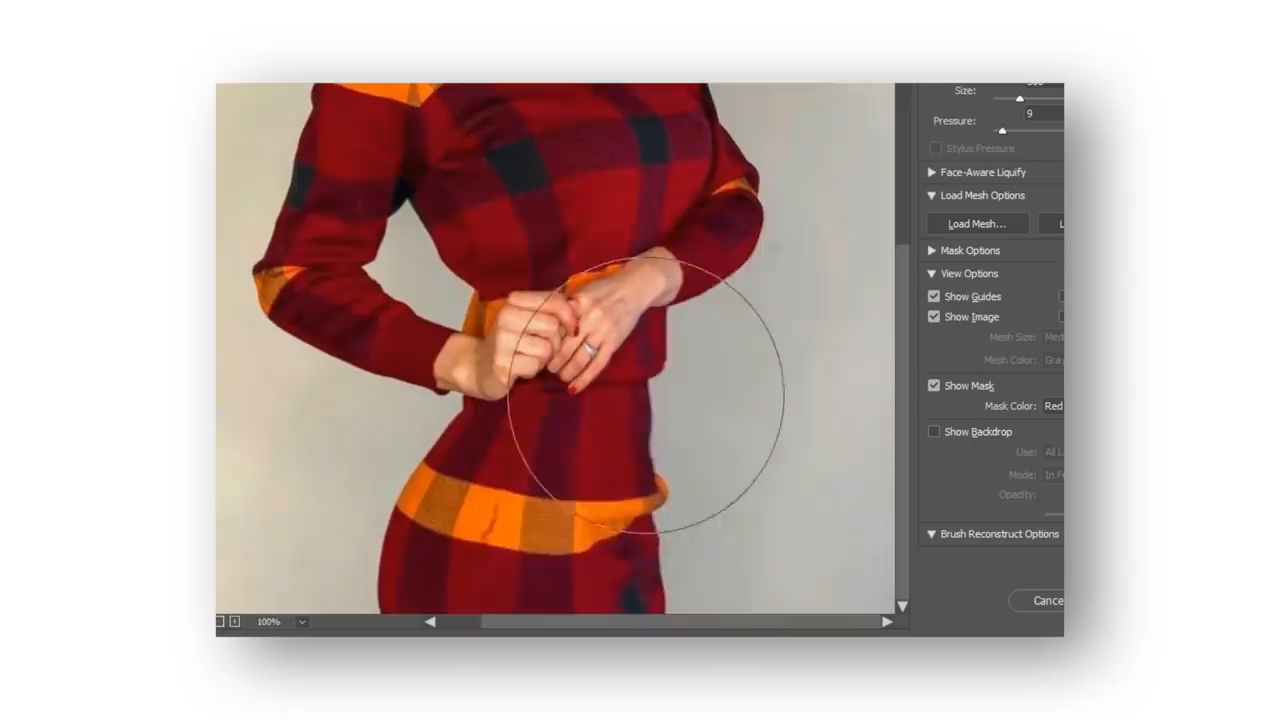 Size:
9
Pressure:
Stylus Pressure
Face-Aware Liquify
Load Mesh Options
Load Mesh...
Mask Options
View Options
Show Guides
Show Image
Mesh Size:
Mesh Color:
Show Mask
Mask Color: Red
Show Backdrop
Use:
Mode:
Opacity:
Brush Reconstruct Options
100%